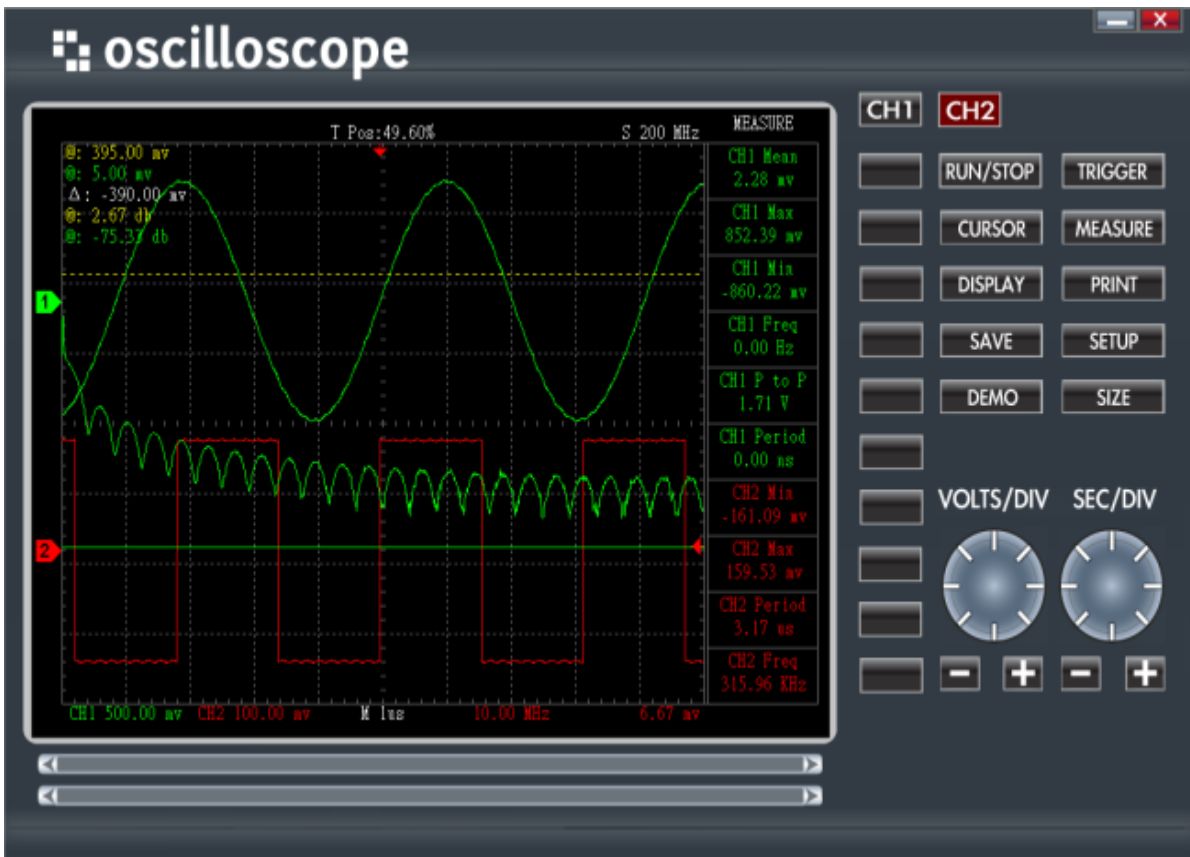 oscilloscope
T Pos:49.60%
S 200 MHz
MEASURE
@: 395.00 mv
@: 5.00 mv
Δ: -390.00 mv
@: 2.67 db
@: -75.33 db
1
2
CH1 Mean
2.28 mv
CH1 Max
852.39 mv
CH1 Min
-860.22 mv
CH1 Freq
0.00 Hz
CH1 P to P
1.71 V
CH1 Period
0.00 ns
CH2 Min
-161.09 mv
CH2 Max
159.53 mv
CH2 Period
3.17 us
CH2 Freq
315.96 KHz
CH1 500.00 mv CH2 100.00 mv M 1us 10.00 MHz 6.67 mv
CH1 CH2
RUN/STOP TRIGGER
CURSOR MEASURE
DISPLAY PRINT
SAVE SETUP
DEMO SIZE
VOLTS/DIV SEC/DIV
- + - +